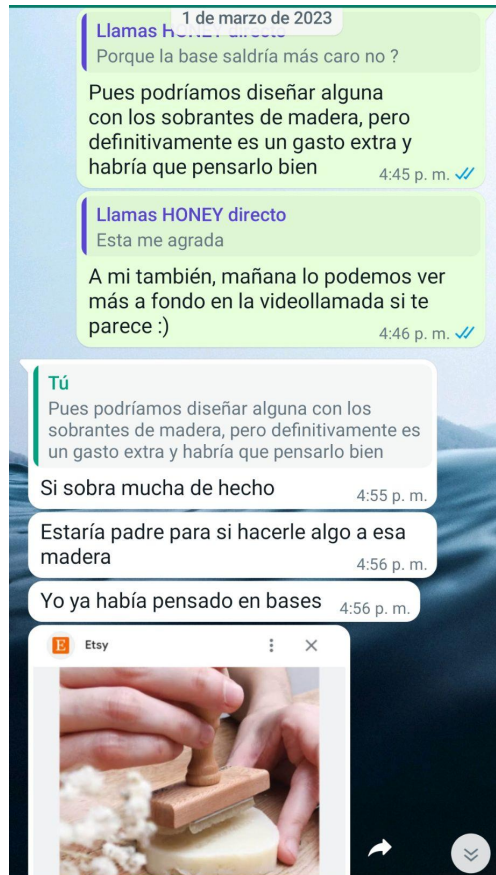 1 de marzo de 2023
Llamas HONEY directo
Porque la base saldría más caro no ?
Pues podríamos diseñar alguna
con los sobrantes de madera, pero
definitivamente es un gasto extra y
habría que pensarlo bien
4:45 p. m.
Llamas HONEY directo
Esta me agrada
A mi también, mañana lo podemos ver
más a fondo en la videollamada si te
parece :)
4:46 p. m.
Tú
Pues podríamos diseñar alguna con los
sobrantes de madera, pero definitivamente es
un gasto extra y habría que pensarlo bien
Si sobra mucha de hecho
4:55 p. m.
Estaría padre para si hacerle algo a esa
madera
4:56 p. m.
Yo ya había pensado en bases
4:56 p. m.
E
Etsy